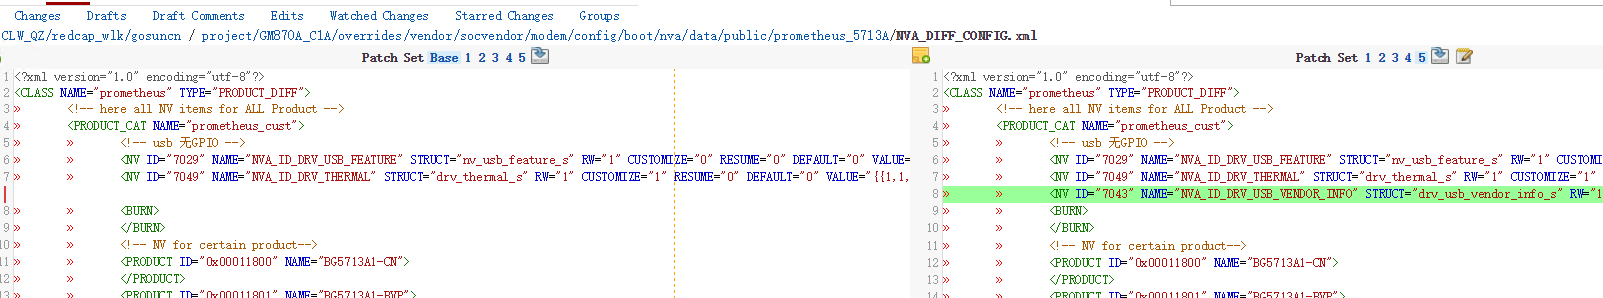 Changes Drafts Draft Comments Edits Watched Changes Starred Changes Groups
CLW_QZ/redcap_wlk/gosuncn / project/GM870A_C1A/overrides/vendor/socvendor/modem/config/boot/nva/data/public/prometheus_5713A/NVA_DIFF_CONFIG.xml
Patch Set Base 1 2 3 4 5
1 <?xml version="1.0" encoding="utf-8"?>
2 <CLASS NAME="prometheus" TYPE="PRODUCT_DIFF">
3 » <!-- here all NV items for ALL Product -->
4 » <PRODUCT_CAT NAME="prometheus_cust">
5 » » <!-- usb 无GPIO -->
6 » » <NV ID="7029" NAME="NVA_ID_DRV_USB_FEATURE" STRUCT="nv_usb_feature_s" RW="1" CUSTOMIZE="0" RESUME="0" DEFAULT="0" VALUE=
7 » » <NV ID="7049" NAME="NVA_ID_DRV_THERMAL" STRUCT="drv_thermal_s" RW="1" CUSTOMIZE="1" RESUME="0" DEFAULT="0" VALUE="{{1,1,
8 » » <BURN>
9 » » </BURN>
10 » » <!-- NV for certain product-->
11 » » <PRODUCT ID="0x00011800" NAME="BG5713A1-CN">
12 » » </PRODUCT>
13 » » <PRODUCT ID="0x00011801" NAME="BG5713A1-BVP">
Patch Set 1 2 3 4 5
1 <?xml version="1.0" encoding="utf-8"?>
2 <CLASS NAME="prometheus" TYPE="PRODUCT_DIFF">
3 » <!-- here all NV items for ALL Product -->
4 » <PRODUCT_CAT NAME="prometheus_cust">
5 » » <!-- usb 无GPIO -->
6 » » <NV ID="7029" NAME="NVA_ID_DRV_USB_FEATURE" STRUCT="nv_usb_feature_s" RW="1" CUSTOMI
7 » » <NV ID="7049" NAME="NVA_ID_DRV_THERMAL" STRUCT="drv_thermal_s" RW="1" CUSTOMIZE="1"
8 » » <NV ID="7043" NAME="NVA_ID_DRV_USB_VENDOR_INFO" STRUCT="drv_usb_vendor_info_s" RW="1
9 » » <BURN>
10 » » </BURN>
11 » » <!-- NV for certain product-->
12 » » <PRODUCT ID="0x00011800" NAME="BG5713A1-CN">
13 » » </PRODUCT>
14 » » <PRODUCT ID="0x00011801" NAME="BG5713A1-BVP">